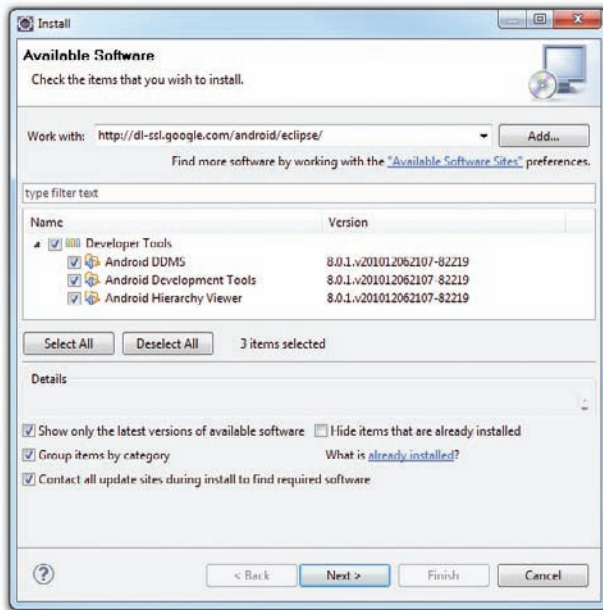 Install
Available Software
Check the items that you wish to install.
Work with: http://dl-ssl.google.com/android/eclipse/ Add...
Find more software by working with the "Available Software Sites" preferences.
type filter text
Name Version
Developer Tools
Android DDMS 8.0.1.v201012062107-82219
Android Development Tools 8.0.1.v201012062107-82219
Android Hierarchy Viewer 8.0.1.v201012062107-82219
Select All Deselect All 3 items selected
Details
Show only the latest versions of available software Hide items that are already installed
Group items by category What is already installed?
Contact all update sites during install to find required software
? < Back Next > Finish Cancel